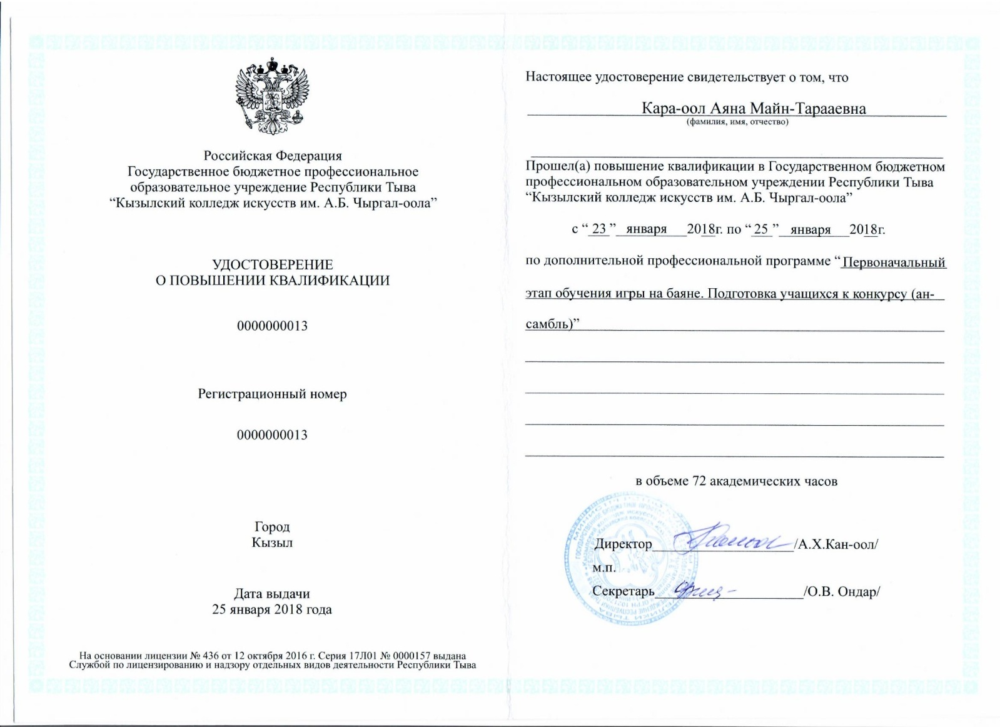 Российская Федерация
Государственное бюджетное профессиональное
образовательное учреждение Республики Тыва
“Кызылский колледж искусств им. А.Б. Чыргал-оола”
УДОСТОВЕРЕНИЕ
О ПОВЫШЕНИИ КВАЛИФИКАЦИИ
0000000013
Регистрационный номер
0000000013
Город
Кызыл
Дата выдачи
25 января 2018 года
На основании лицензии № 436 от 12 октября 2016 г. Серия 17Л01 № 0000157 выдана
Службой по лицензированию и надзору отдельных видов деятельности Республики Тыва
Настоящее удостоверение свидетельствует о том, что
Кара-оол Аяна Майн-Тарааевна
(фамилия, имя, отчество)
Прошел(а) повышение квалификации в Государственном бюджетном
профессиональном образовательном учреждении Республики Тыва
“Кызылский колледж искусств им. А.Б. Чыргал-оола”
с “ 23 ” января 2018г. по “ 25 ” января 2018г.
по дополнительной профессиональной программе “ Первоначальный
этап обучения игры на баяне. Подготовка учащихся к конкурсу (ан-
самбль)”
в объеме 72 академических часов
Директор /А.Х.Кан-оол/
м.п.
Секретарь /О.В. Ондар/